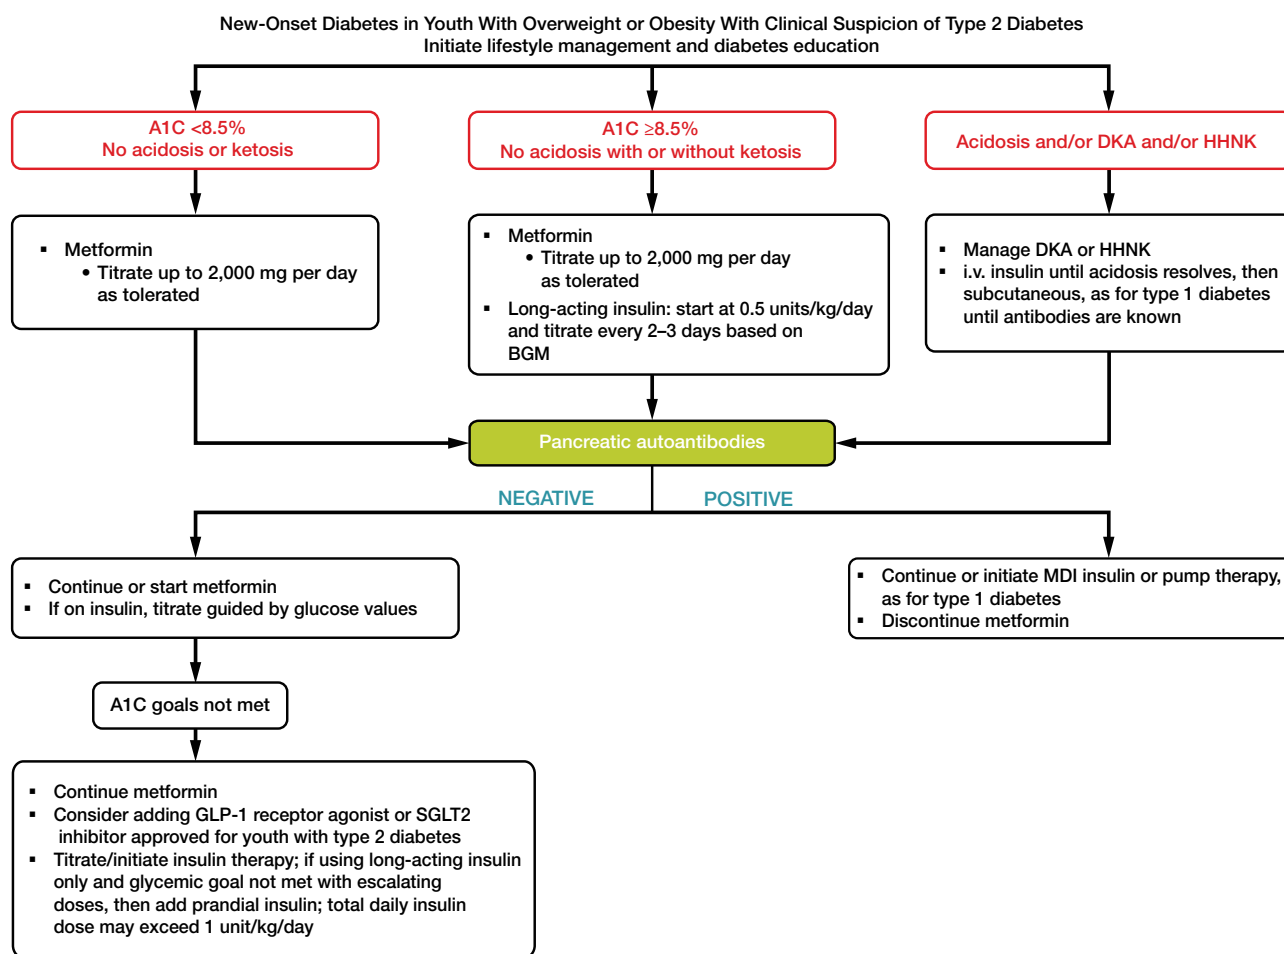 New-Onset Diabetes in Youth With Overweight or Obesity With Clinical Suspicion of Type 2 Diabetes
Initiate lifestyle management and diabetes education
A1C <8.5%
No acidosis or ketosis
A1C ≥8.5%
No acidosis with or without ketosis
Acidosis and/or DKA and/or HHNK
▪ Metformin
• Titrate up to 2,000 mg per day
as tolerated
▪ Metformin
• Titrate up to 2,000 mg per day
as tolerated
▪ Long-acting insulin: start at 0.5 units/kg/day
and titrate every 2–3 days based on
BGM
▪ Manage DKA or HHNK
▪ i.v. insulin until acidosis resolves, then
subcutaneous, as for type 1 diabetes
until antibodies are known
Pancreatic autoantibodies
NEGATIVE
POSITIVE
▪ Continue or start metformin
▪ If on insulin, titrate guided by glucose values
▪ Continue or initiate MDI insulin or pump therapy,
as for type 1 diabetes
▪ Discontinue metformin
A1C goals not met
▪ Continue metformin
▪ Consider adding GLP-1 receptor agonist or SGLT2
inhibitor approved for youth with type 2 diabetes
▪ Titrate/initiate insulin therapy; if using long-acting insulin
only and glycemic goal not met with escalating
doses, then add prandial insulin; total daily insulin
dose may exceed 1 unit/kg/day